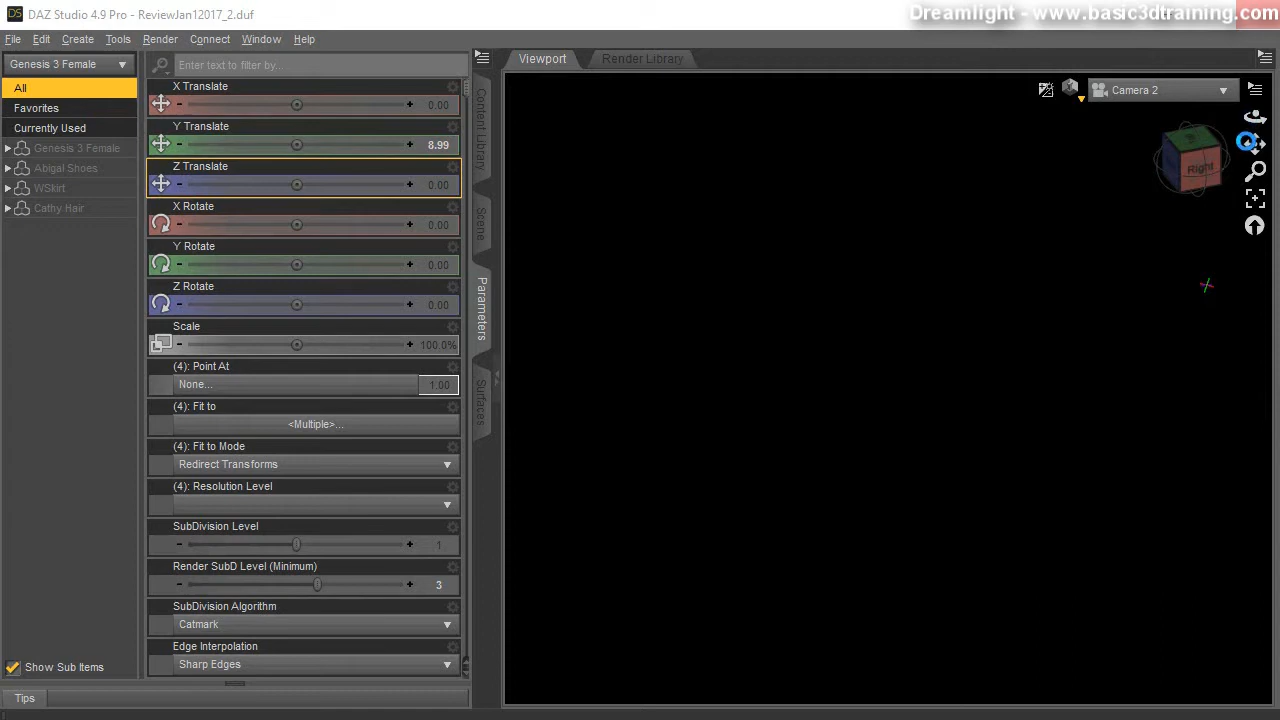 DAZ Studio 4.9 Pro - ReviewJan12017_2.duf
Dreamlight - www.basic3dtraining.com
File Edit Create Tools Render Connect Window Help
Genesis 3 Female
All
Favorites
Currently Used
Genesis 3 Female
Abigal Shoes
WSkirt
Cathy Hair
Show Sub Items
Tips
Enter text to filter by...
X Translate
0.00
Y Translate
8.99
Z Translate
0.00
X Rotate
0.00
Y Rotate
0.00
Z Rotate
0.00
Scale
100.0%
(4): Point At
None...
1.00
(4): Fit to
<Multiple>...
(4): Fit to Mode
Redirect Transforms
(4): Resolution Level
SubDivision Level
1
Render SubD Level (Minimum)
3
SubDivision Algorithm
Catmark
Edge Interpolation
Sharp Edges
Content Library
Scene
Parameters
Surfaces
Viewport
Render Library
Camera 2
Right